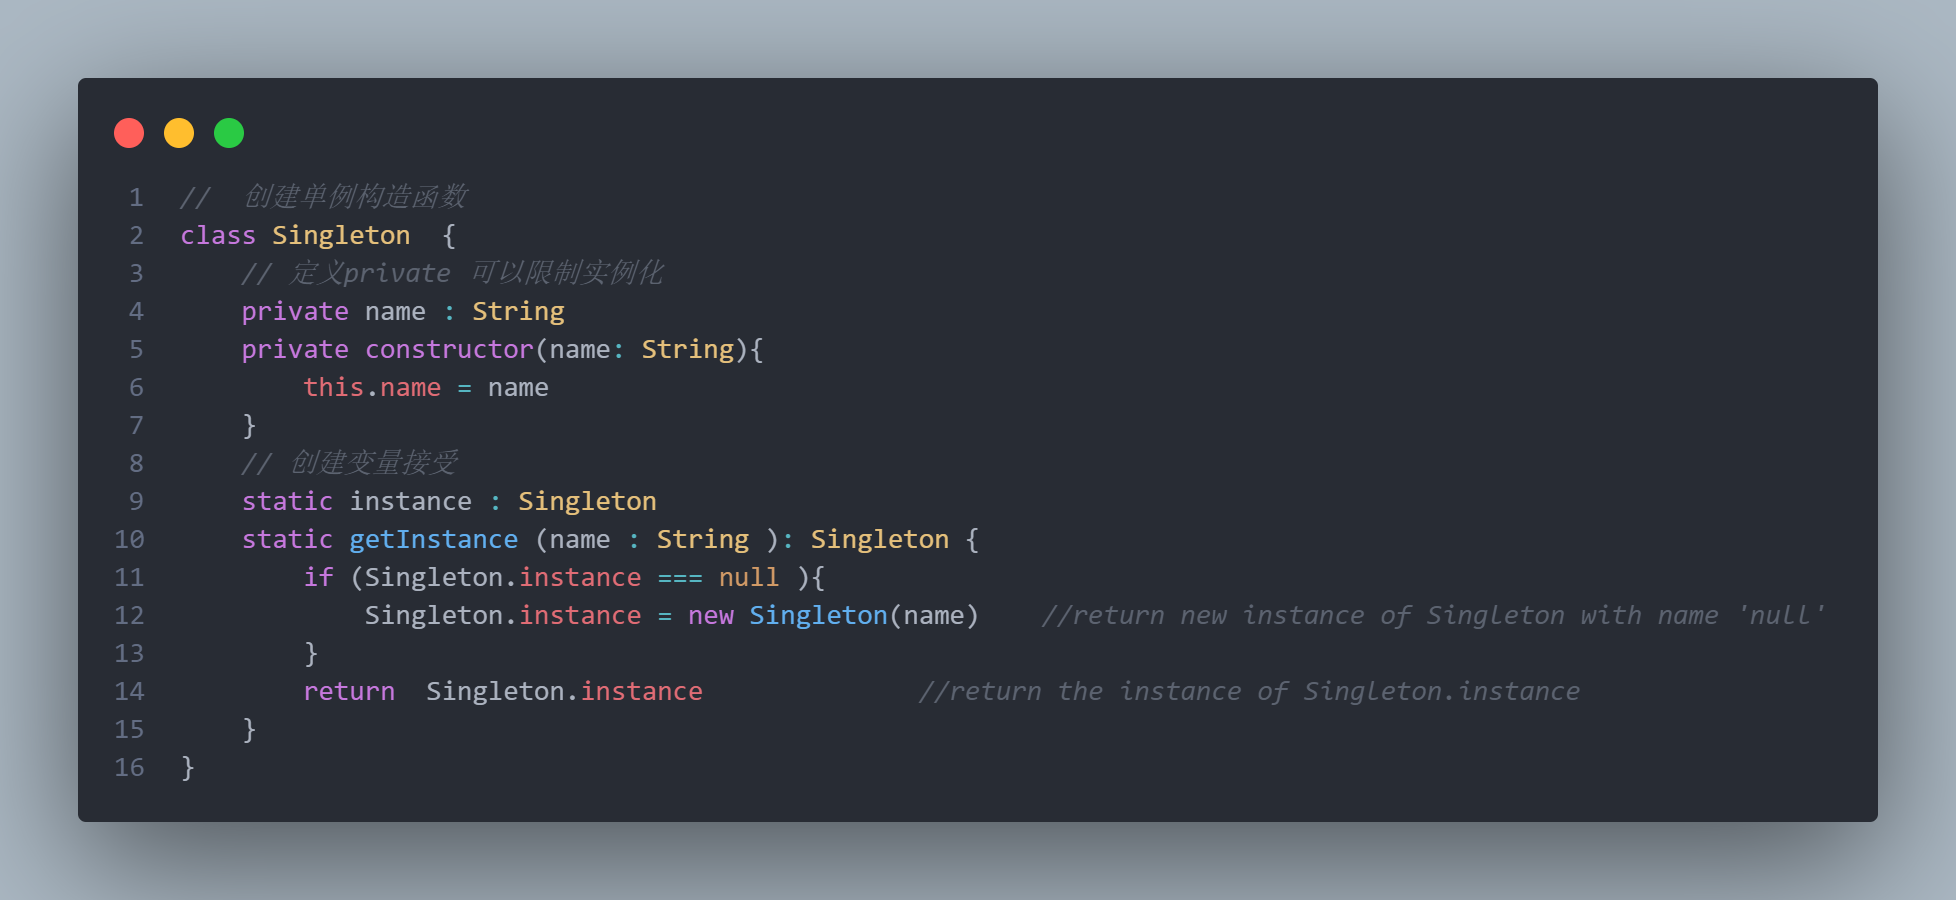 1 //  创建单例构造函数
2 class Singleton  {
3     // 定义private 可以限制实例化
4     private name : String
5     private constructor(name: String){
6         this.name = name
7     }
8     // 创建变量接受
9     static instance : Singleton
10     static getInstance (name : String ): Singleton {
11         if (Singleton.instance === null ){
12             Singleton.instance = new Singleton(name)    //return new instance of Singleton with name 'null'
13         }
14         return  Singleton.instance              //return the instance of Singleton.instance
15     }
16 }